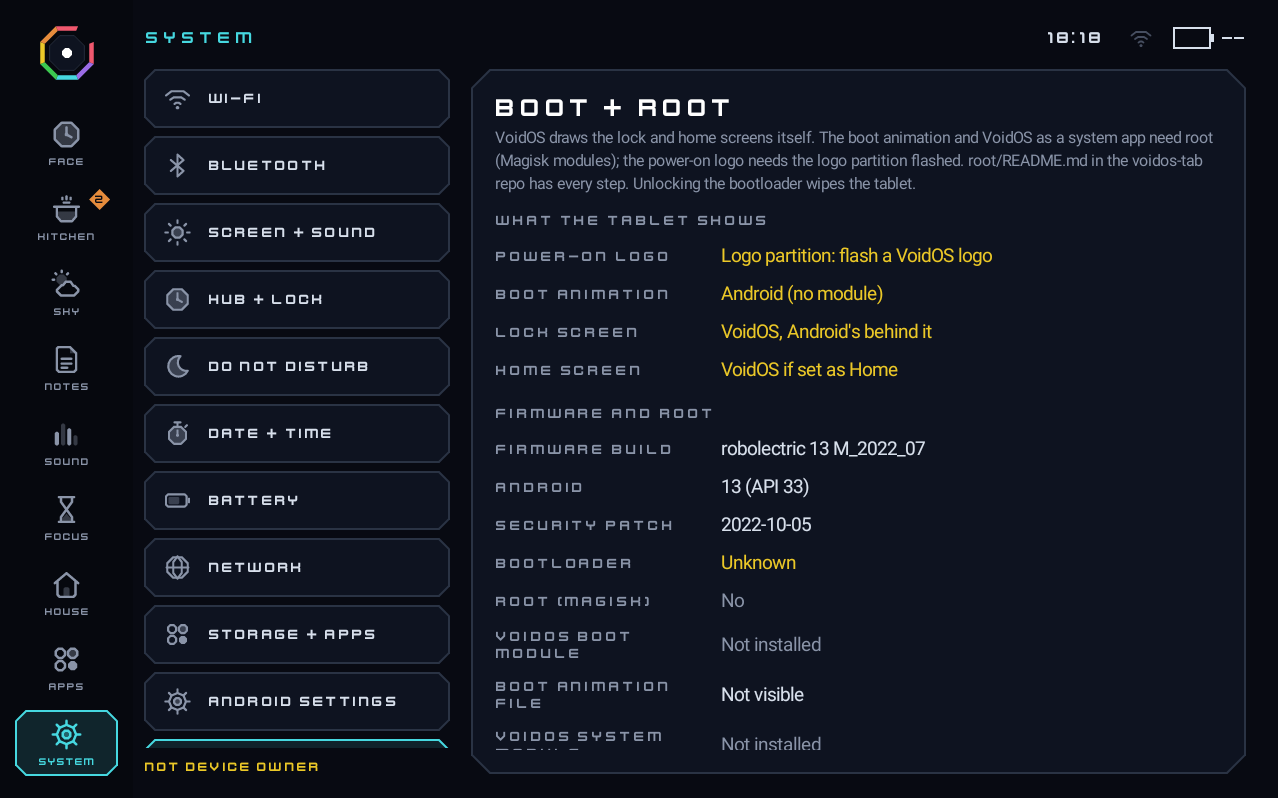 SYSTEM
18:18
--
FACE
2
KITCHEN
SKY
NOTES
SOUND
FOCUS
HOUSE
APPS
SYSTEM
WI-FI
BLUETOOTH
SCREEN + SOUND
HUB + LOCK
DO NOT DISTURB
DATE + TIME
BATTERY
NETWORK
STORAGE + APPS
ANDROID SETTINGS
NOT DEVICE OWNER
BOOT + ROOT
VoidOS draws the lock and home screens itself. The boot animation and VoidOS as a system app need root
(Magisk modules); the power-on logo needs the logo partition flashed. root/README.md in the voidos-tab
repo has every step. Unlocking the bootloader wipes the tablet.
WHAT THE TABLET SHOWS
POWER-ON LOGO Logo partition: flash a VoidOS logo
BOOT ANIMATION Android (no module)
LOCK SCREEN VoidOS, Android's behind it
HOME SCREEN VoidOS if set as Home
FIRMWARE AND ROOT
FIRMWARE BUILD robolectric 13 M_2022_07
ANDROID 13 (API 33)
SECURITY PATCH 2022-10-05
BOOTLOADER Unknown
ROOT (MAGISK) No
VOIDOS BOOT
MODULE Not installed
BOOT ANIMATION
FILE Not visible
VOIDOS SYSTEM
Not installed